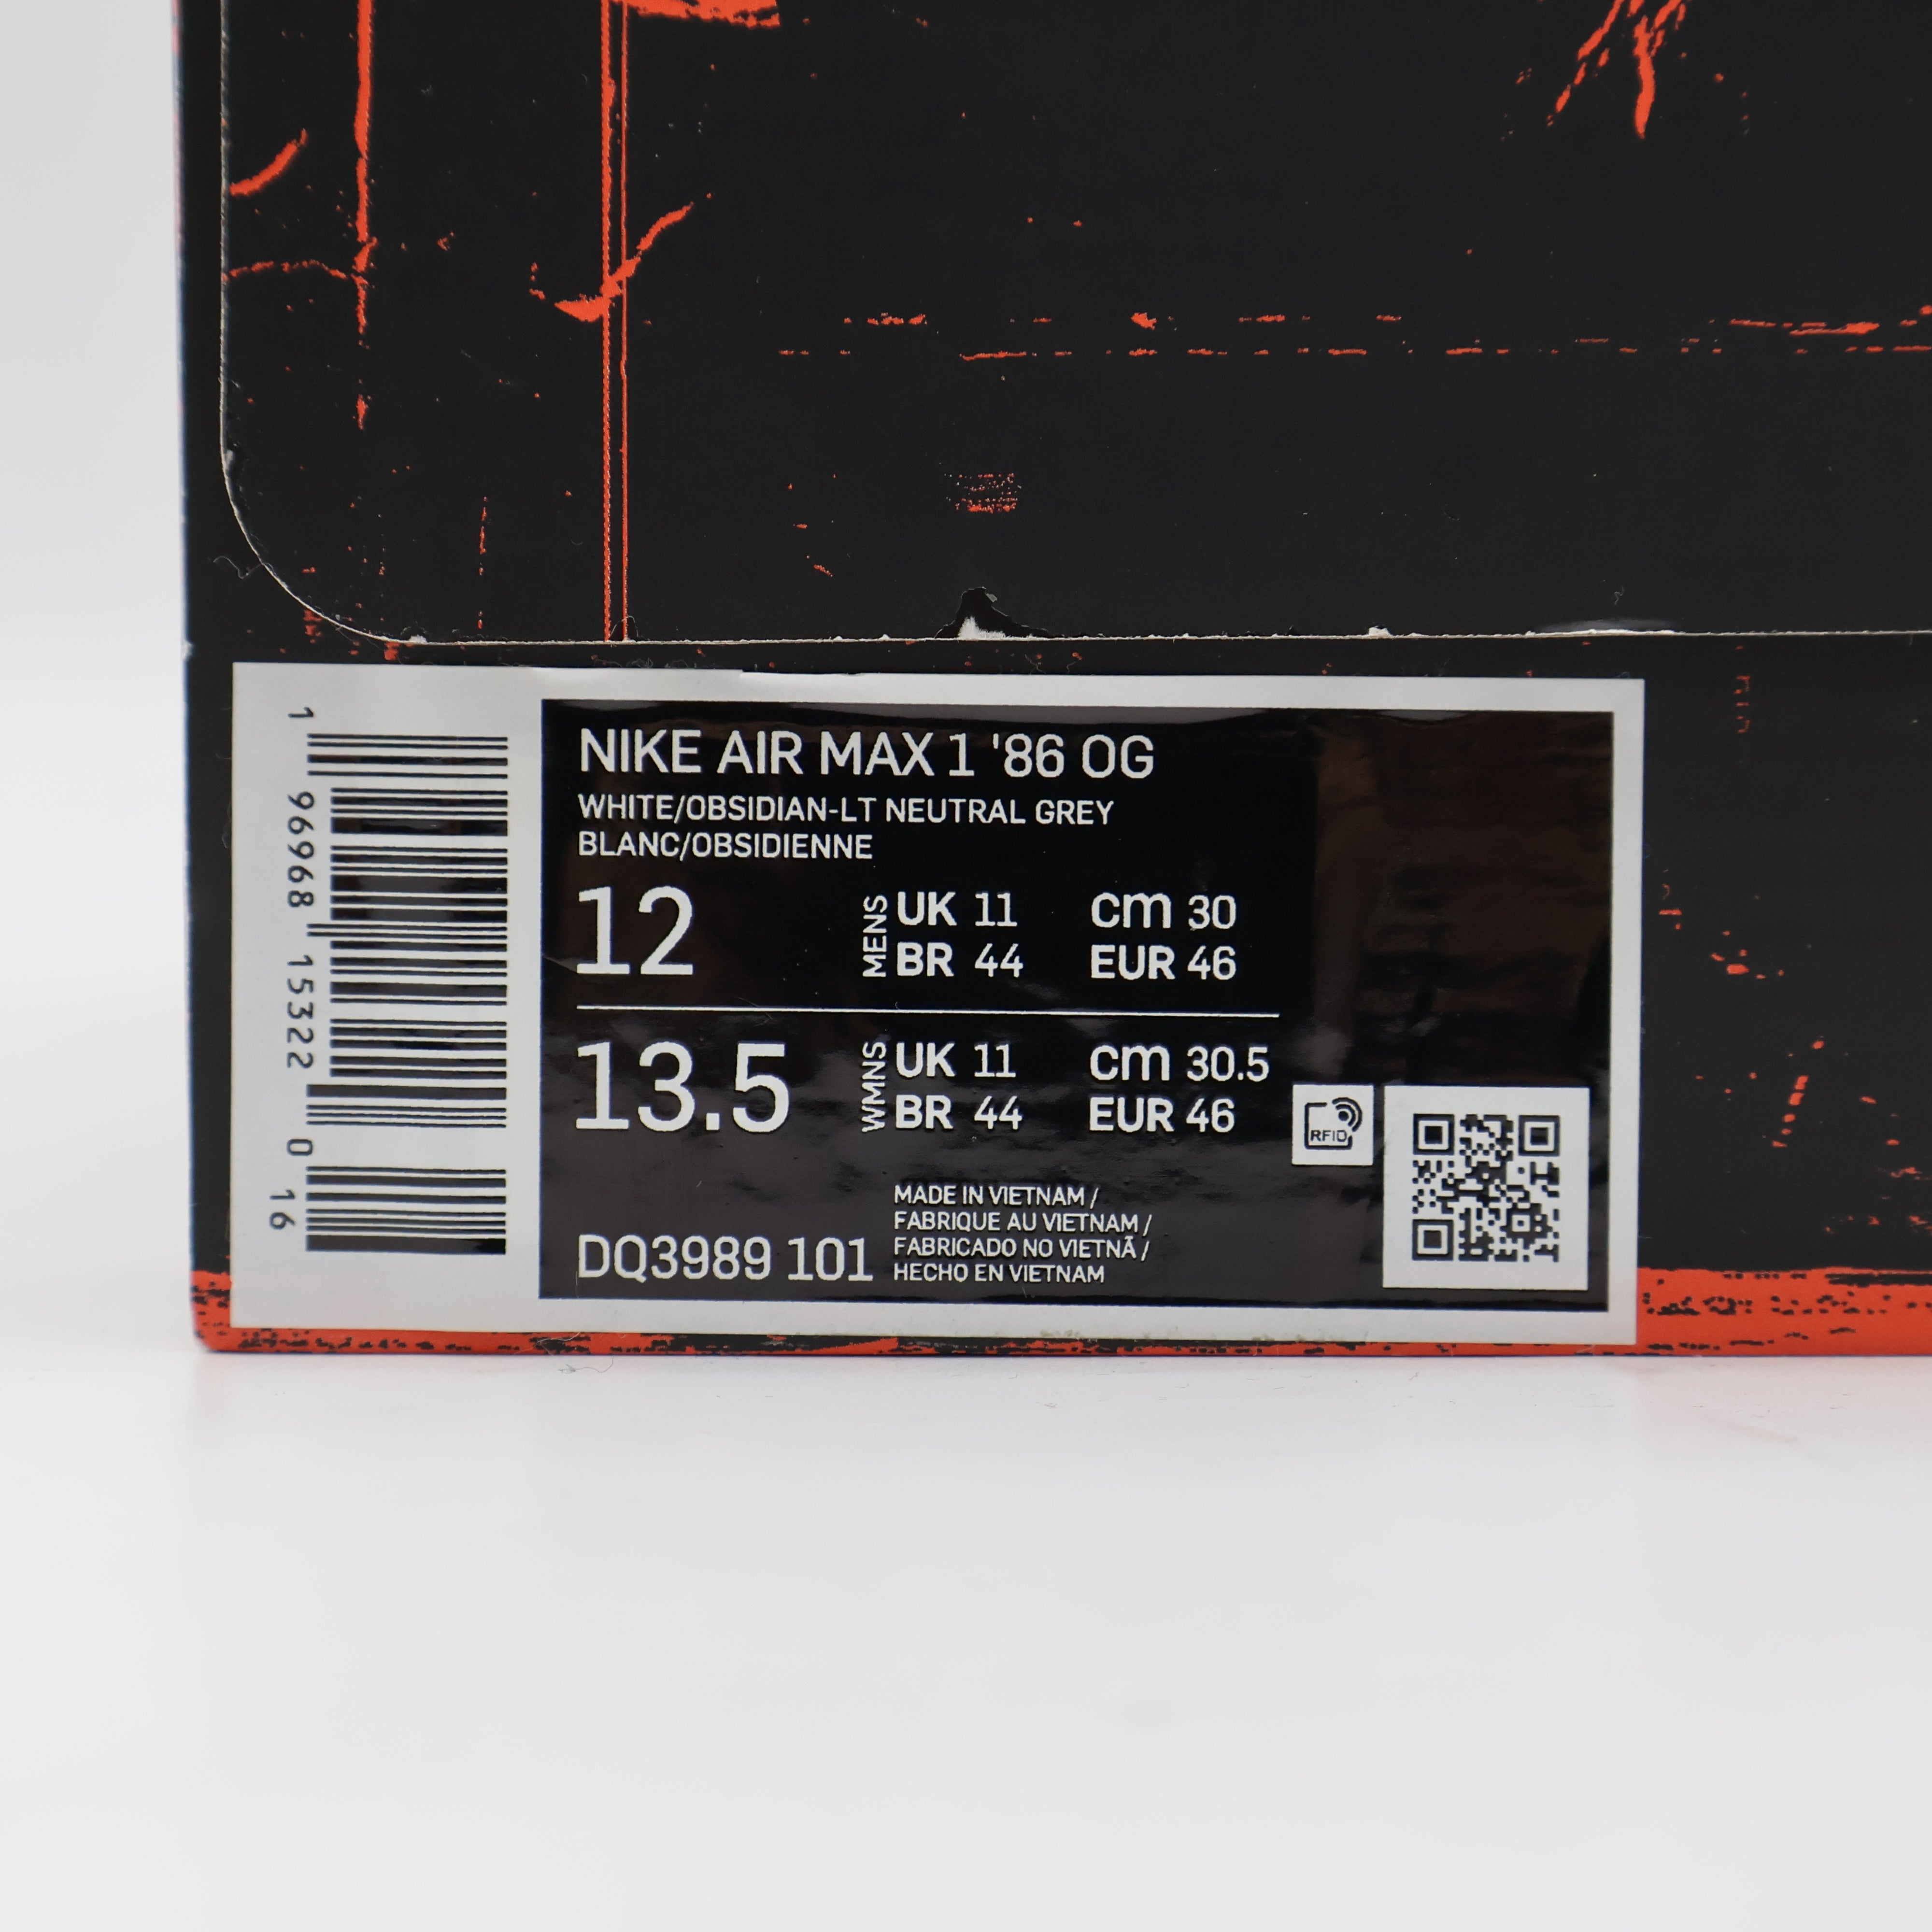 1 96968 15322 0 16
NIKE AIR MAX 1 '86 OG
WHITE/OBSIDIAN-LT NEUTRAL GREY
BLANC/OBSIDIENNE
12 MENS UK 11 cm 30
BR 44 EUR 46
13.5 WMNS UK 11 cm 30.5
BR 44 EUR 46
RFID
MADE IN VIETNAM /
FABRIQUE AU VIETNAM /
FABRICADO NO VIETNÃ /
HECHO EN VIETNAM
DQ3989 101